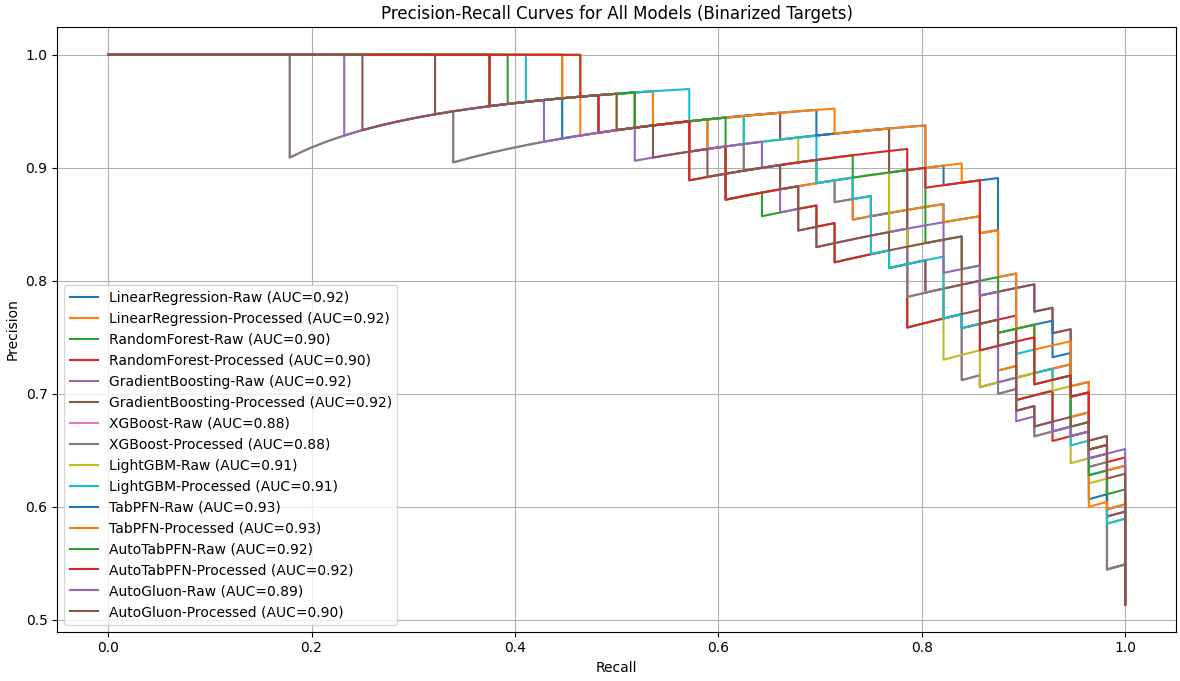 Precision-Recall Curves for All Models (Binarized Targets)
1.0
0.9
0.8
0.7
0.6
0.5
Precision
LinearRegression-Raw (AUC=0.92)
LinearRegression-Processed (AUC=0.92)
RandomForest-Raw (AUC=0.90)
RandomForest-Processed (AUC=0.90)
GradientBoosting-Raw (AUC=0.92)
GradientBoosting-Processed (AUC=0.92)
XGBoost-Raw (AUC=0.88)
XGBoost-Processed (AUC=0.88)
LightGBM-Raw (AUC=0.91)
LightGBM-Processed (AUC=0.91)
TabPFN-Raw (AUC=0.93)
TabPFN-Processed (AUC=0.93)
AutoTabPFN-Raw (AUC=0.92)
AutoTabPFN-Processed (AUC=0.92)
AutoGluon-Raw (AUC=0.89)
AutoGluon-Processed (AUC=0.90)
0.0 0.2 0.4 0.6 0.8 1.0
Recall